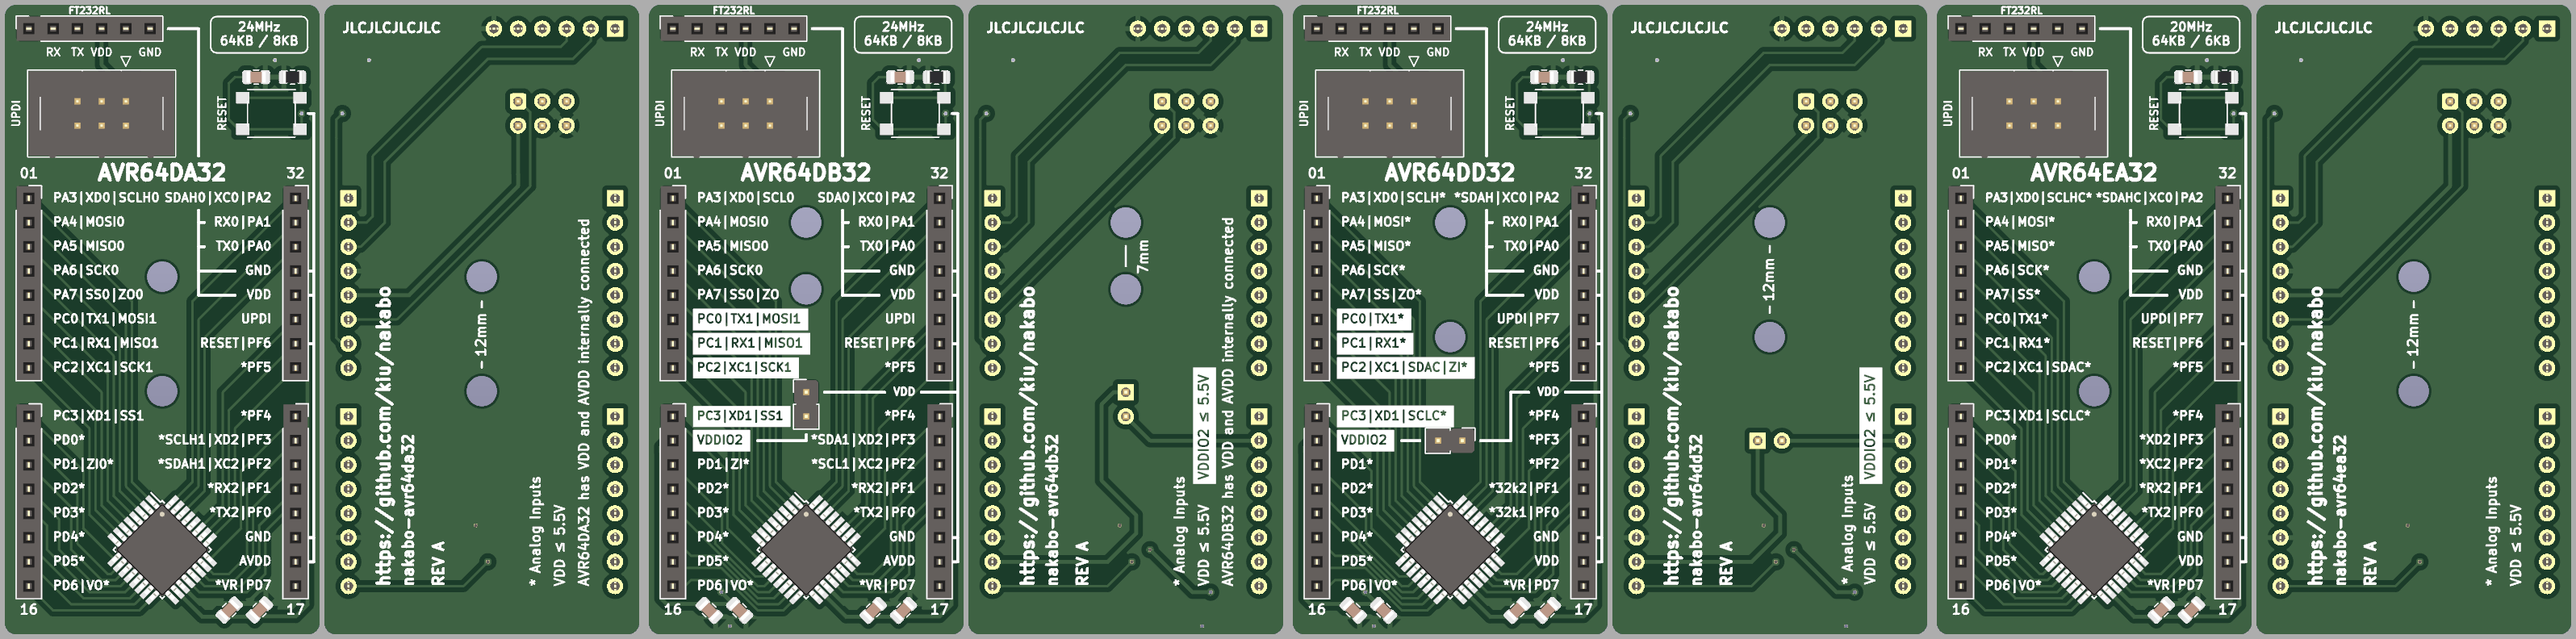 FT232RL
24MHz
64KB / 8KB
RX TX VDD GND
UPDI
RESET
AVR64DA32
01 32
PA3|XD0|SCLH0 SDAH0|XC0|PA2
PA4|MOSI0 RX0|PA1
PA5|MISO0 TX0|PA0
PA6|SCK0 GND
PA7|SS0|ZO0 VDD
PC0|TX1|MOSI1 UPDI
PC1|RX1|MISO1 RESET|PF6
PC2|XC1|SCK1 *PF5
PC3|XD1|SS1 *PF4
PD0* *SCLH1|XD2|PF3
PD1|ZI0* *SDAH1|XC2|PF2
PD2* *RX2|PF1
PD3* *TX2|PF0
PD4* GND
PD5* AVDD
PD6|VO* *VR|PD7
16 17
JLCJLCJLCJLC
12mm
https://github.com/kiu/nakabo
nakabo-avr64da32
REV A
* Analog Inputs
VDD ≤ 5.5V
AVR64DA32 has VDD and AVDD internally connected
FT232RL
24MHz
64KB / 8KB
RX TX VDD GND
UPDI
RESET
AVR64DB32
01 32
PA3|XD0|SCL0 SDA0|XC0|PA2
PA4|MOSI0 RX0|PA1
PA5|MISO0 TX0|PA0
PA6|SCK0 GND
PA7|SS0|ZO VDD
PC0|TX1|MOSI1 UPDI
PC1|RX1|MISO1 RESET|PF6
PC2|XC1|SCK1 *PF5
VDD
PC3|XD1|SS1 *PF4
VDDIO2 *SDA1|XD2|PF3
PD1|ZI* *SCL1|XC2|PF2
PD2* *RX2|PF1
PD3* *TX2|PF0
PD4* GND
PD5* AVDD
PD6|VO* *VR|PD7
16 17
JLCJLCJLCJLC
7mm
https://github.com/kiu/nakabo
nakabo-avr64db32
REV A
* Analog Inputs
VDD ≤ 5.5V
VDDIO2 ≤ 5.5V
AVR64DB32 has VDD and AVDD internally connected
FT232RL
24MHz
64KB / 8KB
RX TX VDD GND
UPDI
RESET
AVR64DD32
01 32
PA3|XD0|SCLH* *SDAH|XC0|PA2
PA4|MOSI* RX0|PA1
PA5|MISO* TX0|PA0
PA6|SCK* GND
PA7|SS|ZO* VDD
PC0|TX1* UPDI|PF7
PC1|RX1* RESET|PF6
PC2|XC1|SDAC|ZI* *PF5
VDD
PC3|XD1|SCLC* *PF4
VDDIO2 *PF3
PD1* *PF2
PD2* *32k2|PF1
PD3* *32k1|PF0
PD4* GND
PD5* VDD
PD6|VO* *VR|PD7
16 17
JLCJLCJLCJLC
12mm
https://github.com/kiu/nakabo
nakabo-avr64dd32
REV A
* Analog Inputs
VDD ≤ 5.5V
VDDIO2 ≤ 5.5V
FT232RL
20MHz
64KB / 6KB
RX TX VDD GND
UPDI
RESET
AVR64EA32
01 32
PA3|XD0|SCLHC* *SDAHC|XC0|PA2
PA4|MOSI* RX0|PA1
PA5|MISO* TX0|PA0
PA6|SCK* GND
PA7|SS* VDD
PC0|TX1* UPDI|PF7
PC1|RX1* RESET|PF6
PC2|XC1|SDAC* *PF5
PC3|XD1|SCLC* *PF4
PD0* *XD2|PF3
PD1* *XC2|PF2
PD2* *RX2|PF1
PD3* *TX2|PF0
PD4* GND
PD5* VDD
PD6|VO* *VR|PD7
16 17
JLCJLCJLCJLC
12mm
https://github.com/kiu/nakabo
nakabo-avr64ea32
REV A
* Analog Inputs
VDD ≤ 5.5V